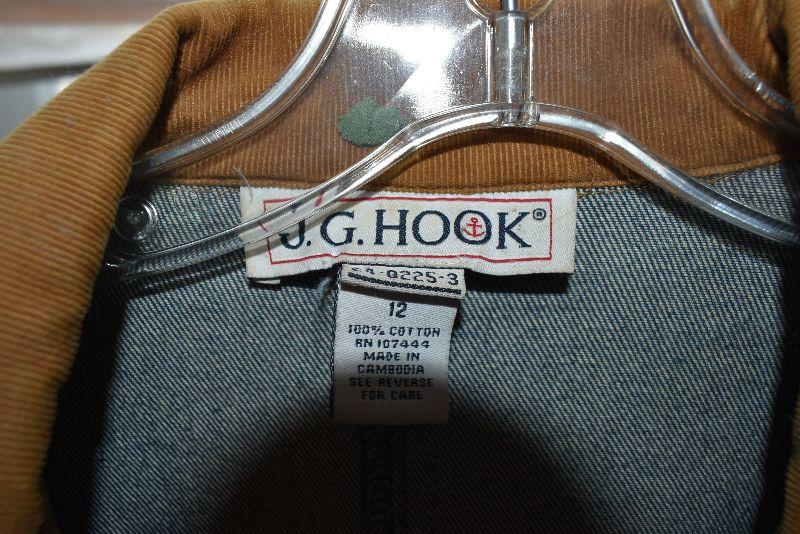 J.G. HOOK®
12
100% COTTON
RN 107444
MADE IN
CAMBODIA
SEE REVERSE
FOR CARE